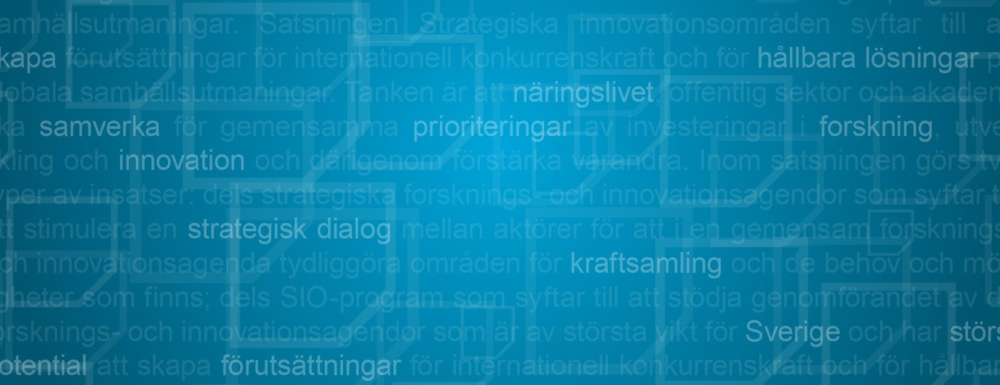 amhällsutmaningar. Satsningen Strategiska innovationsområden syftar till a
kapa förutsättningar för internationell konkurrenskraft och för hållbara lösningar p
lobala samhällsutmaningar. Tanken är att näringslivet, offentlig sektor och akadem
ka samverka för gemensamma prioriteringar av investeringar i forskning, utve
kling och innovation och därigenom förstärka varandra. Inom satsningen görs tv
yper av insatser: dels strategiska forsknings- och innovationsagendor som syftar t
tt stimulera en strategisk dialog mellan aktörer för att i en gemensam forsknings
ch innovationsagenda tydliggöra områden för kraftsamling och de behov och mö
gheter som finns; dels SIO-program som syftar till att stödja genomförandet av d
orsknings- och innovationsagendor som är av största vikt för Sverige och har störs
otential att skapa förutsättningar för internationell konkurrenskraft och för hållbar